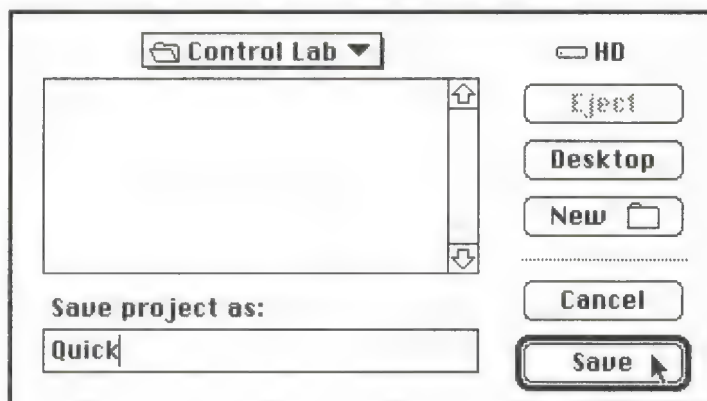 Control Lab
HD
Eject
Desktop
New
Save project as:
Cancel
Quick
Save